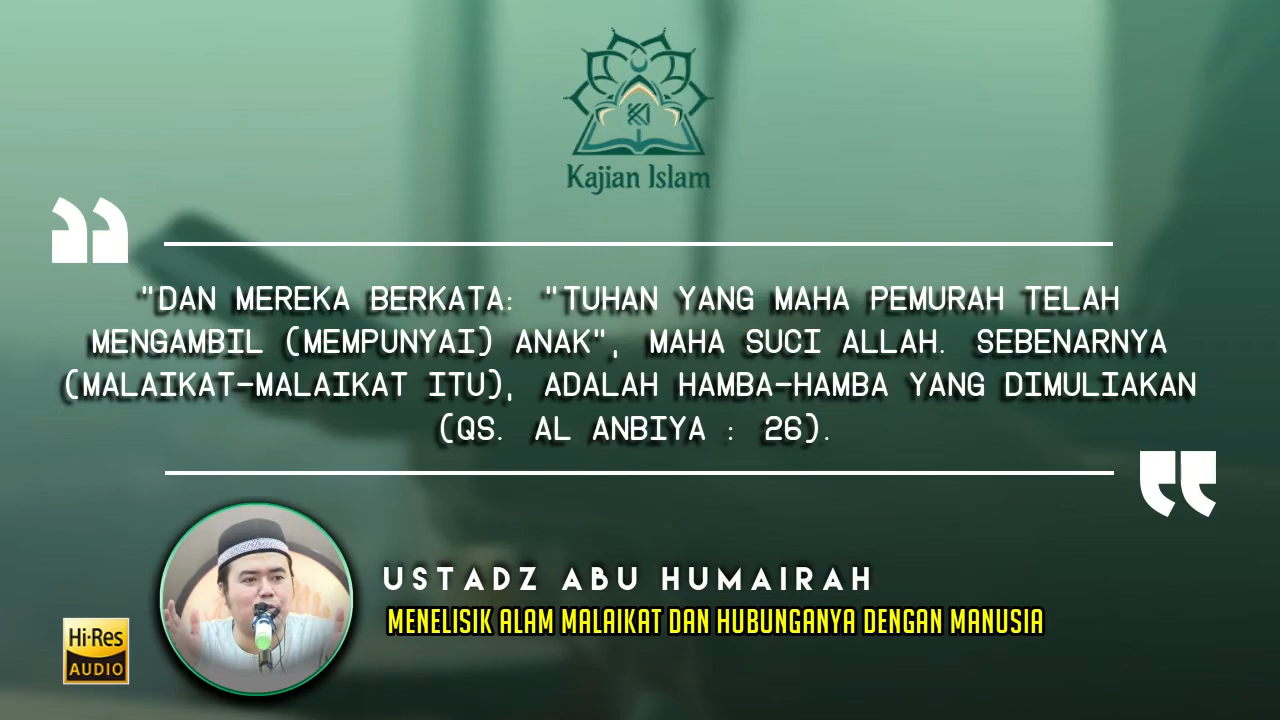 Kajian Islam
"DAN MEREKA BERKATA: "TUHAN YANG MAHA PEMURAH TELAH
MENGAMBIL (MEMPUNYAI) ANAK", MAHA SUCI ALLAH. SEBENARNYA
(MALAIKAT-MALAIKAT ITU), ADALAH HAMBA-HAMBA YANG DIMULIAKAN
(QS. AL ANBIYA : 26).
USTADZ ABU HUMAIRAH
MENELISIK ALAM MALAIKAT DAN HUBUNGANYA DENGAN MANUSIA
Hi-Res
AUDIO